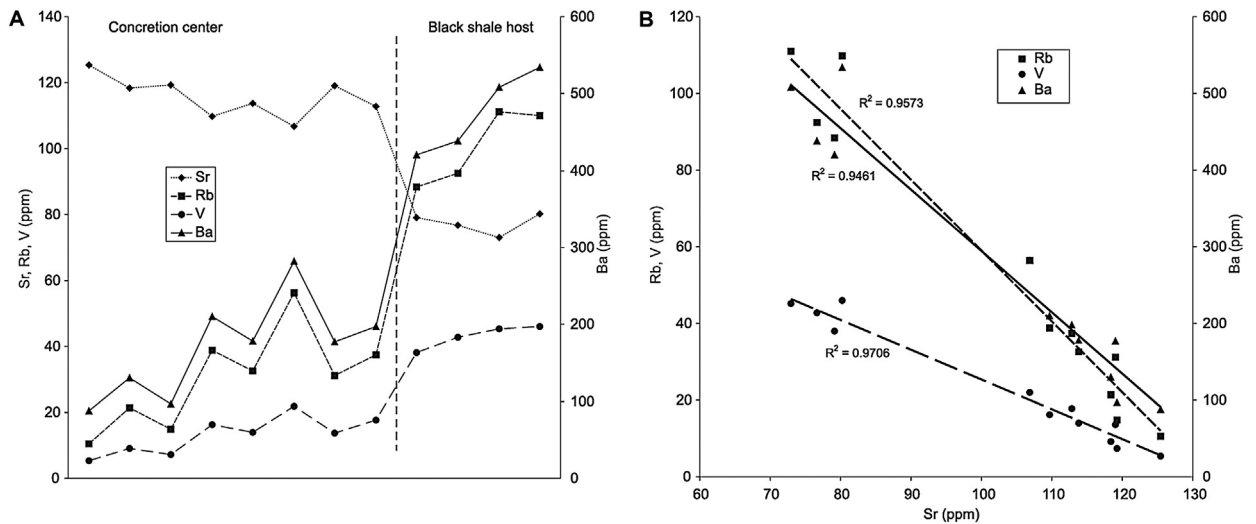 A
Concretion center
Black shale host
140
120
100
80
60
40
20
0
Sr, Rb, V (ppm)
Sr
Rb
V
Ba
600
500
400
300
200
100
0
Ba (ppm)
B
120
100
80
60
40
20
0
Rb, V (ppm)
Rb
V
Ba
R² = 0.9573
R² = 0.9461
R² = 0.9706
600
500
400
300
200
100
0
Ba (ppm)
60 70 80 90 100 110 120 130
Sr (ppm)